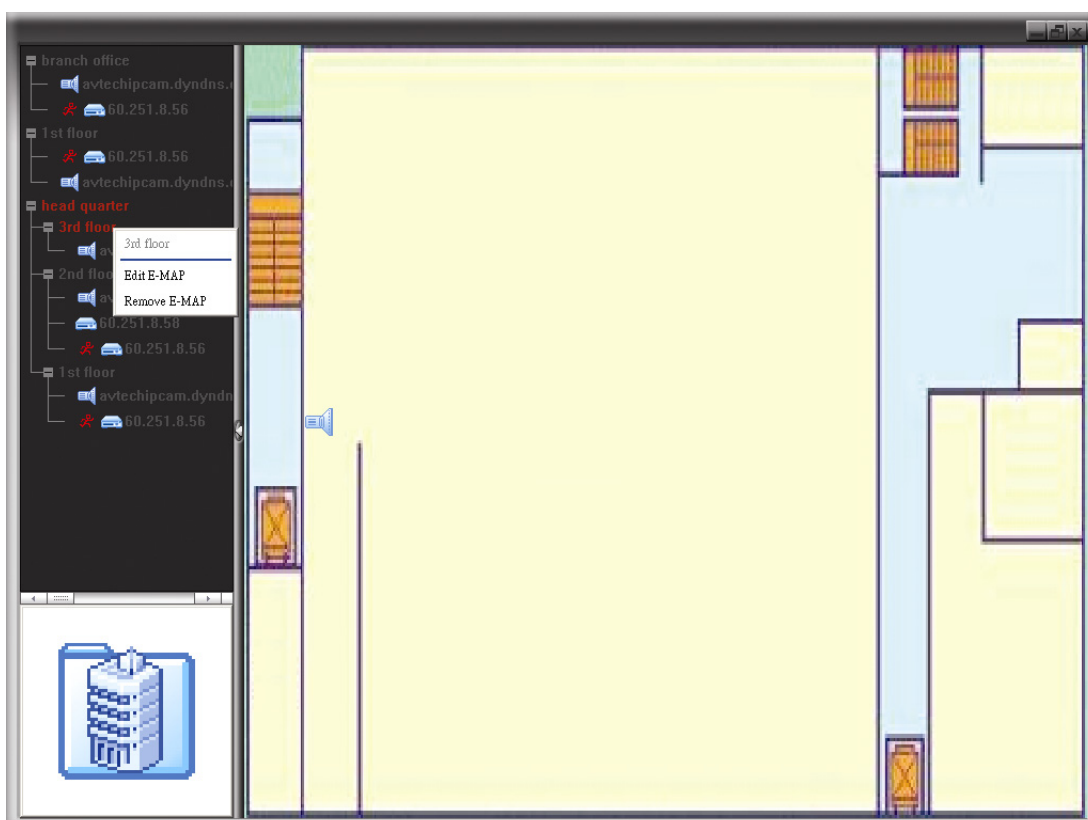 branch office
avtechipcam.dyndns.
60.251.8.56
1st floor
60.251.8.56
avtechipcam.dyndns.
head quarter
3rd floor
av
3rd floor
Edit E-MAP
Remove E-MAP
2nd floo
av
60.251.8.58
60.251.8.56
1st floor
avtechipcam.dyndn
60.251.8.56